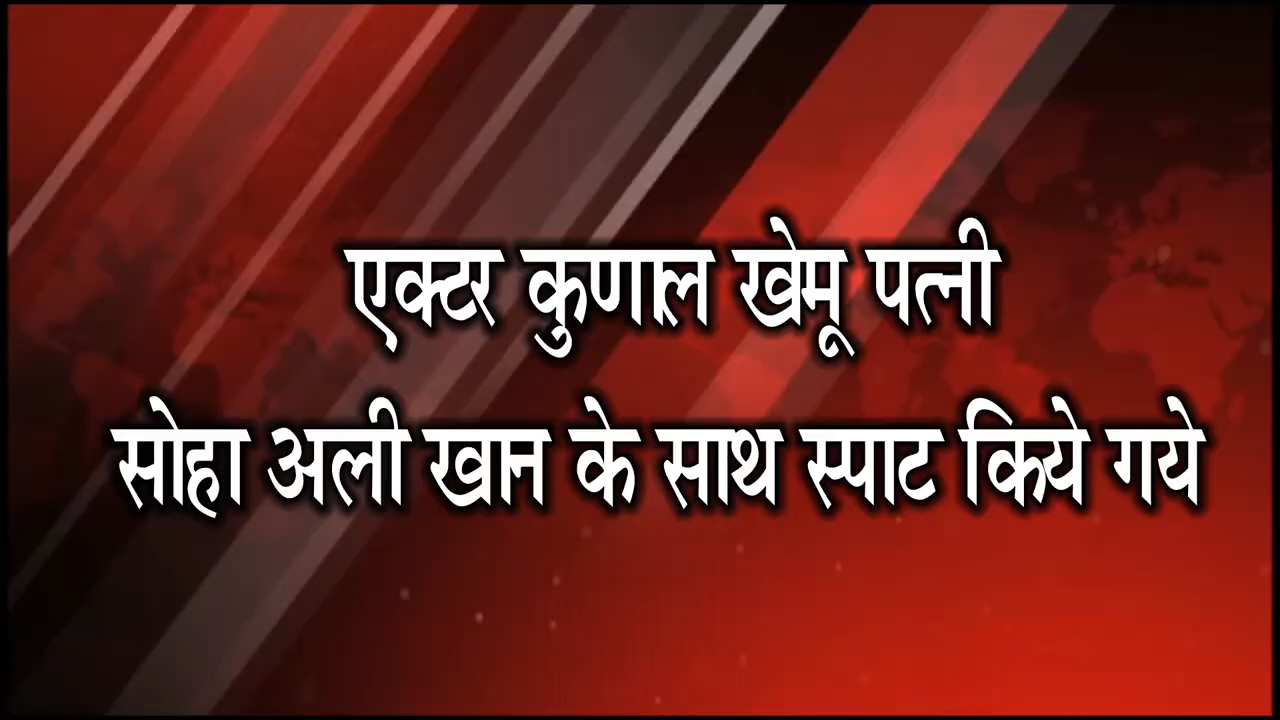 एक्टर कुणाल खेमू पत्नी
सोहा अली खान के साथ स्पाट किये गये